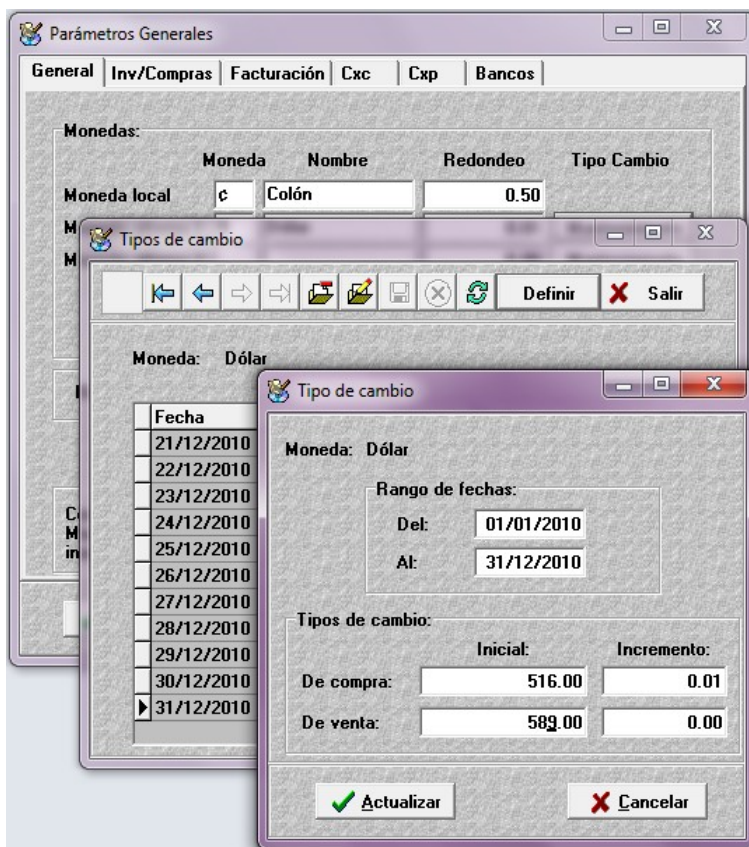 Parámetros Generales
General Inv/Compras Facturación Cxc Cxp Bancos
Monedas:
Moneda Nombre Redondeo Tipo Cambio
Moneda local ¢ Colón 0.50
Tipos de cambio
Definir Salir
Moneda: Dólar
Fecha
21/12/2010
22/12/2010
23/12/2010
24/12/2010
25/12/2010
26/12/2010
27/12/2010
28/12/2010
29/12/2010
30/12/2010
31/12/2010
Tipo de cambio
Moneda: Dólar
Rango de fechas:
Del: 01/01/2010
Al: 31/12/2010
Tipos de cambio:
Inicial: Incremento:
De compra: 516.00 0.01
De venta: 589.00 0.00
Actualizar Cancelar